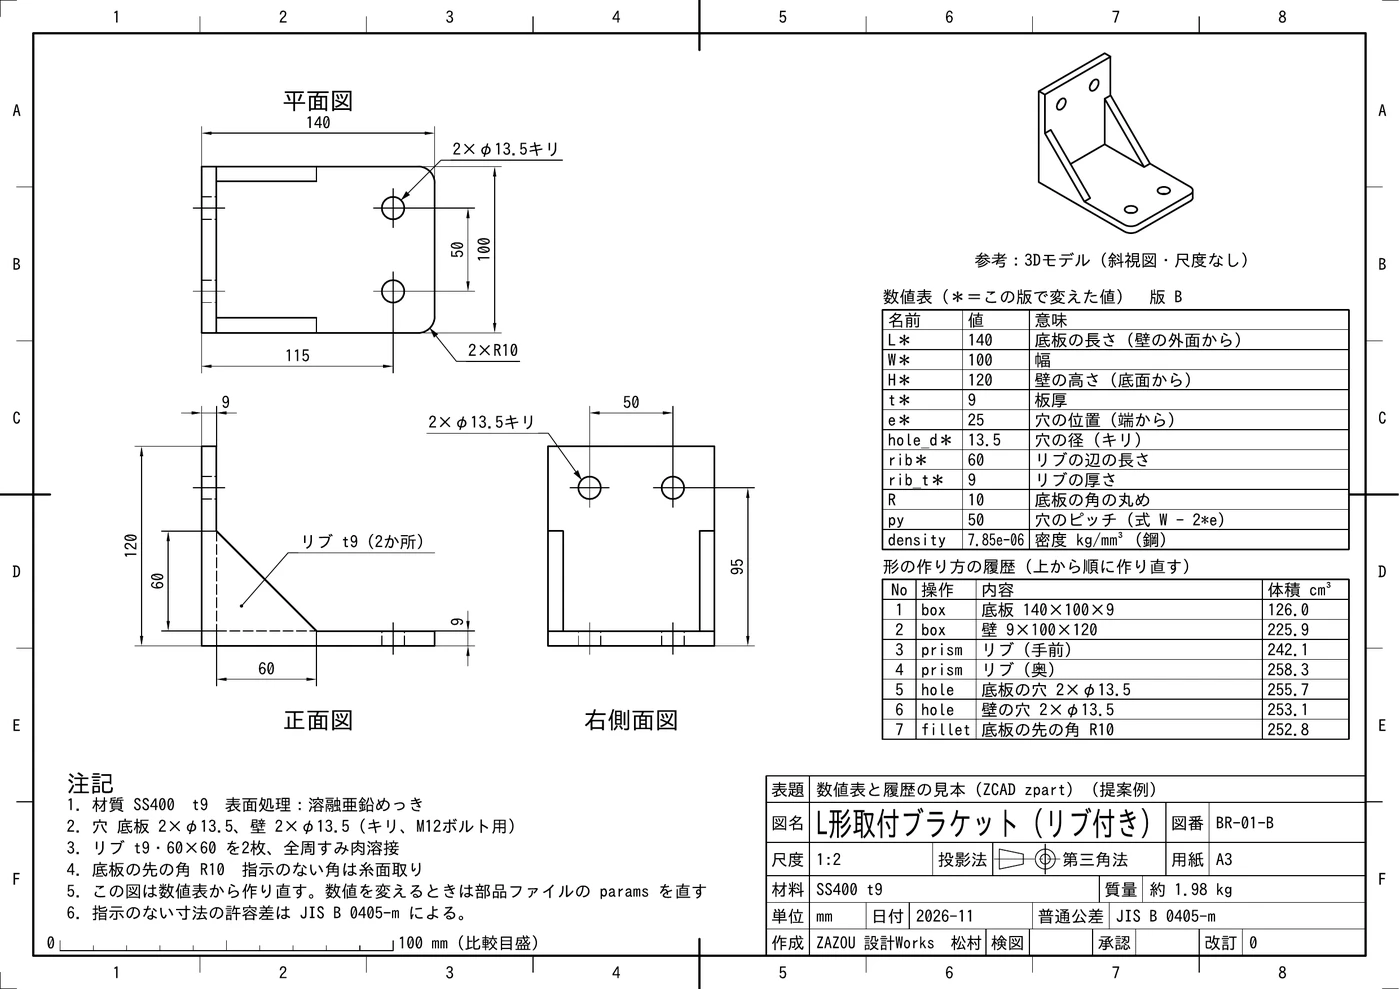 1 2 3 4 5 6 7 8
A A
B B
C C
D D
E E
F F
平面図
140
2×φ13.5キリ
50
100
2×R10
115
9
120
60
リブ t9（2か所）
9
60
正面図
2×φ13.5キリ
50
95
右側面図
参考：3Dモデル（斜視図・尺度なし）
数値表（＊＝この版で変えた値） 版 B
名前 値 意味
L＊ 140 底板の長さ（壁の外面から）
W＊ 100 幅
H＊ 120 壁の高さ（底面から）
t＊ 9 板厚
e＊ 25 穴の位置（端から）
hole_d＊ 13.5 穴の径（キリ）
rib＊ 60 リブの辺の長さ
rib_t＊ 9 リブの厚さ
R 10 底板の角の丸め
py 50 穴のピッチ（式 W - 2*e）
density 7.85e-06 密度 kg/mm³（鋼）
形の作り方の履歴（上から順に作り直す）
No 操作 内容 体積 cm³
1 box 底板 140×100×9 126.0
2 box 壁 9×100×120 225.9
3 prism リブ（手前） 242.1
4 prism リブ（奥） 258.3
5 hole 底板の穴 2×φ13.5 255.7
6 hole 壁の穴 2×φ13.5 253.1
7 fillet 底板の先の角 R10 252.8
注記
1. 材質 SS400 t9 表面処理：溶融亜鉛めっき
2. 穴 底板 2×φ13.5、壁 2×φ13.5（キリ、M12ボルト用）
3. リブ t9・60×60 を2枚、全周すみ肉溶接
4. 底板の先の角 R10 指示のない角は糸面取り
5. この図は数値表から作り直す。数値を変えるときは部品ファイルの params を直す
6. 指示のない寸法の許容差は JIS B 0405-m による。
0 100 mm（比較目盛）
表題 数値表と履歴の見本（ZCAD zpart）（提案例）
図名 L形取付ブラケット（リブ付き） 図番 BR-01-B
尺度 1:2 投影法 第三角法 用紙 A3
材料 SS400 t9 質量 約 1.98 kg
単位 mm 日付 2026-11 普通公差 JIS B 0405-m
作成 ZAZOU 設計Works 松村 検図 承認 改訂 0
1 2 3 4 5 6 7 8